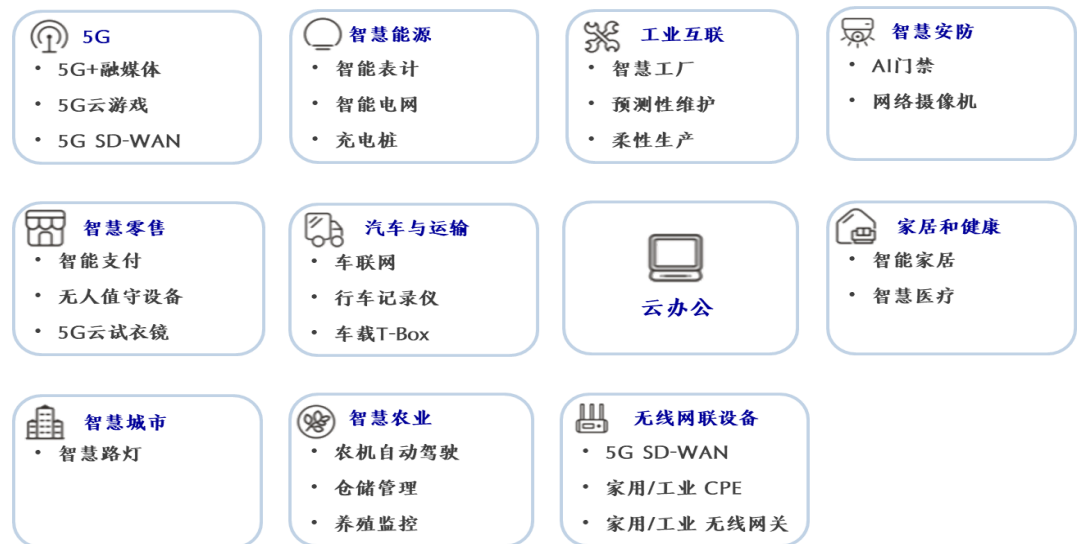 5G
• 5G+融媒体
• 5G云游戏
• 5G SD-WAN
智慧能源
• 智能表计
• 智能电网
• 充电桩
工业互联
• 智慧工厂
• 预测性维护
• 柔性生产
智慧安防
• AI门禁
• 网络摄像机
智慧零售
• 智能支付
• 无人值守设备
• 5G云试衣镜
汽车与运输
• 车联网
• 行车记录仪
• 车载T-Box
云办公
家居和健康
• 智能家居
• 智慧医疗
智慧城市
• 智慧路灯
智慧农业
• 农机自动驾驶
• 仓储管理
• 养殖监控
无线网联设备
• 5G SD-WAN
• 家用/工业 CPE
• 家用/工业 无线网关